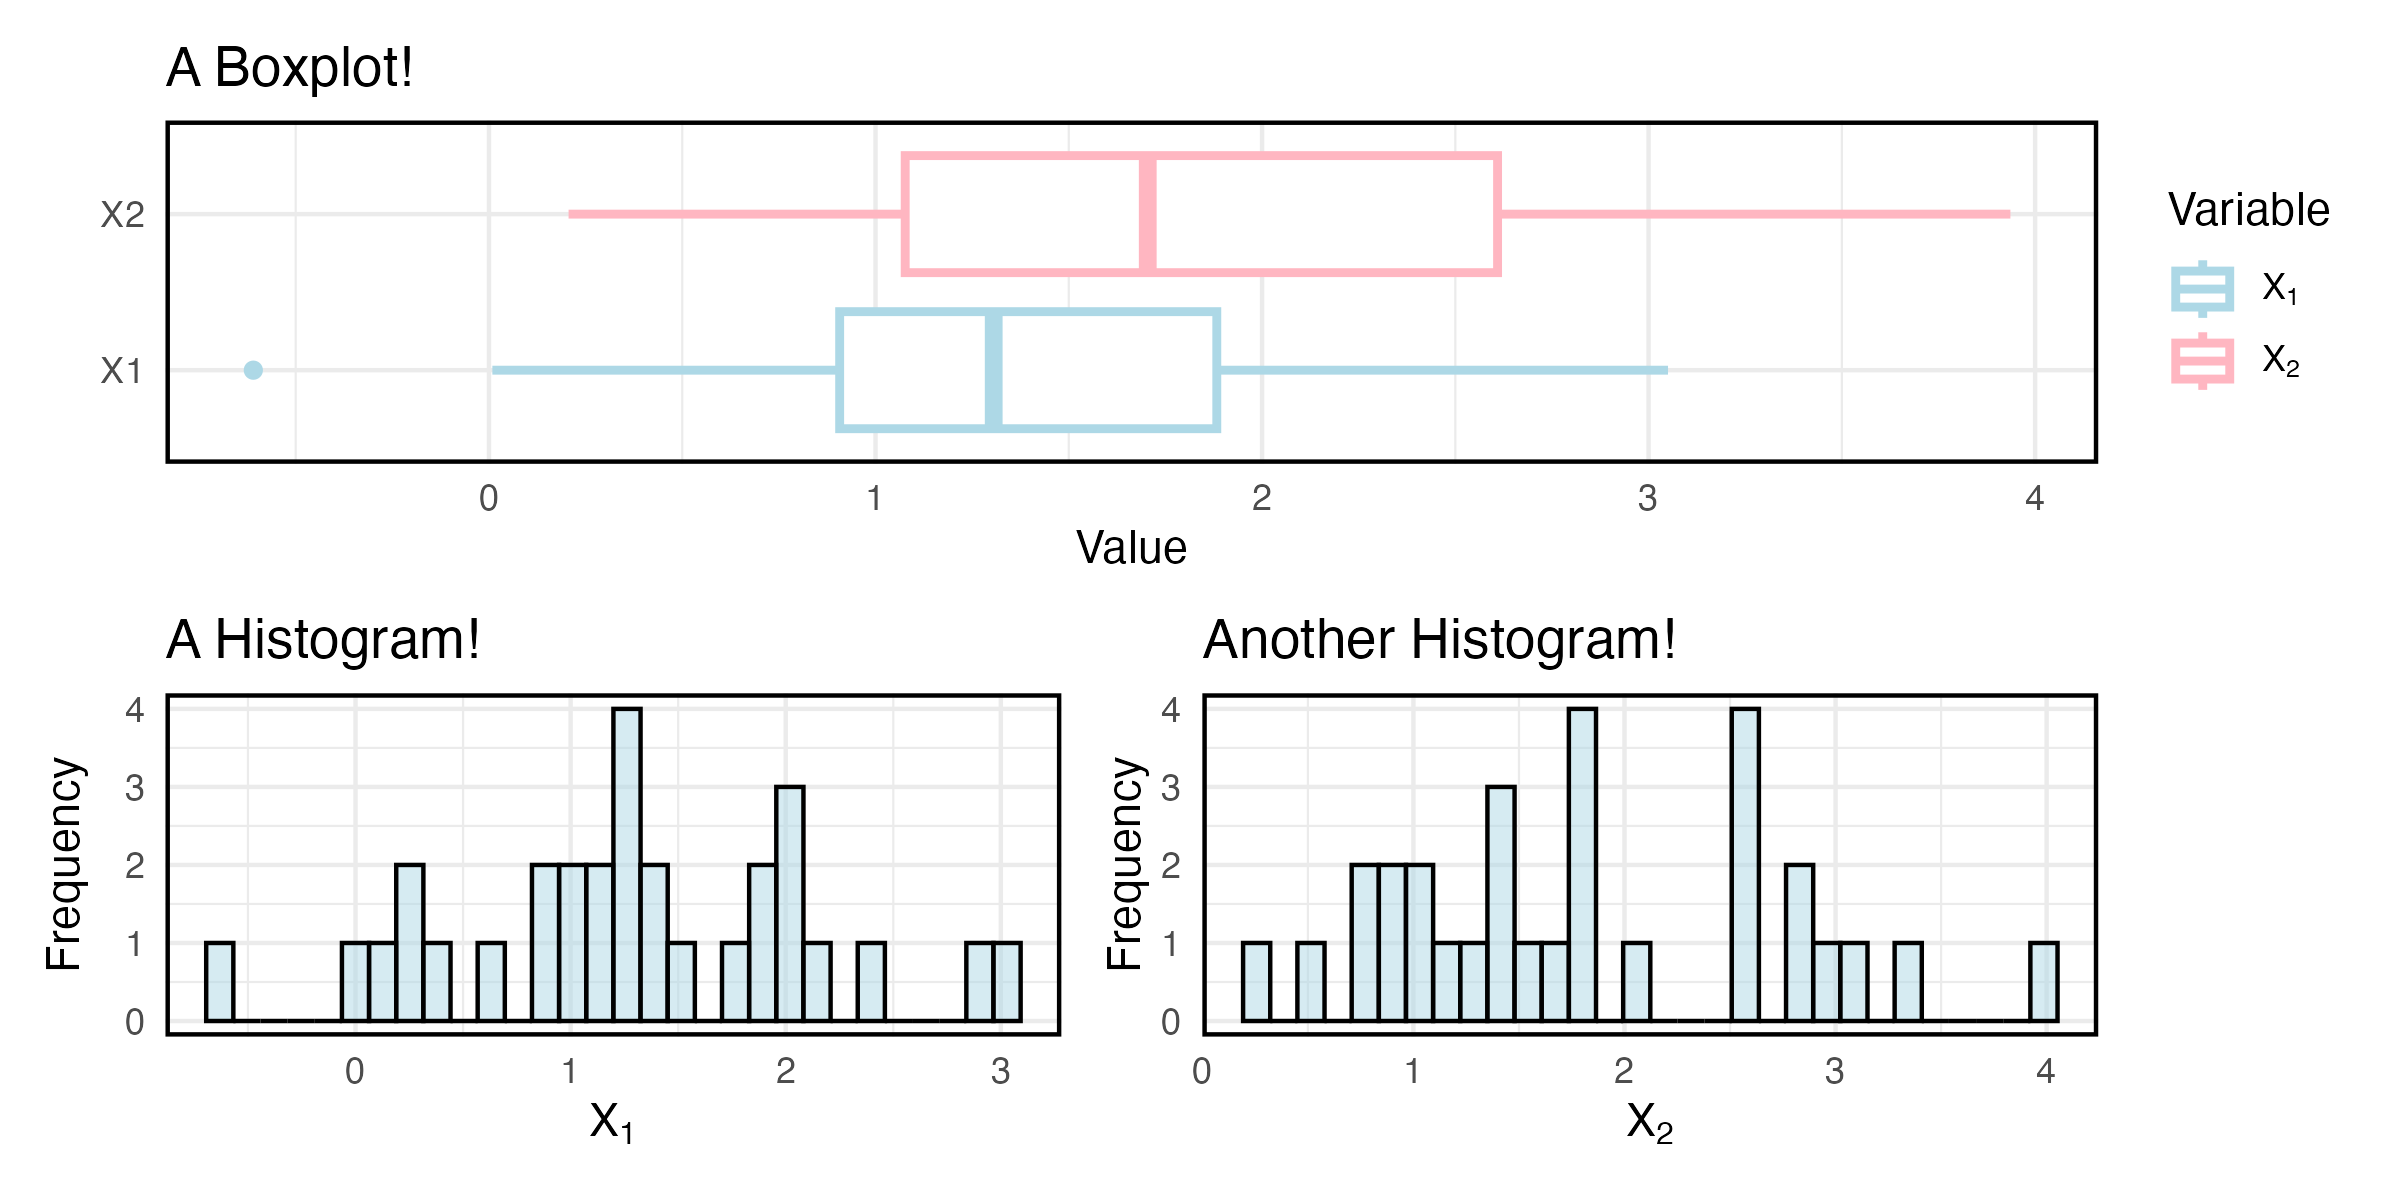 A Boxplot!
X2
X1
0 1 2 3 4
Value
Variable
X₁
X₂
A Histogram!
Frequency
4
3
2
1
0
0 1 2 3
X₁
Another Histogram!
Frequency
4
3
2
1
0
0 1 2 3 4
X₂